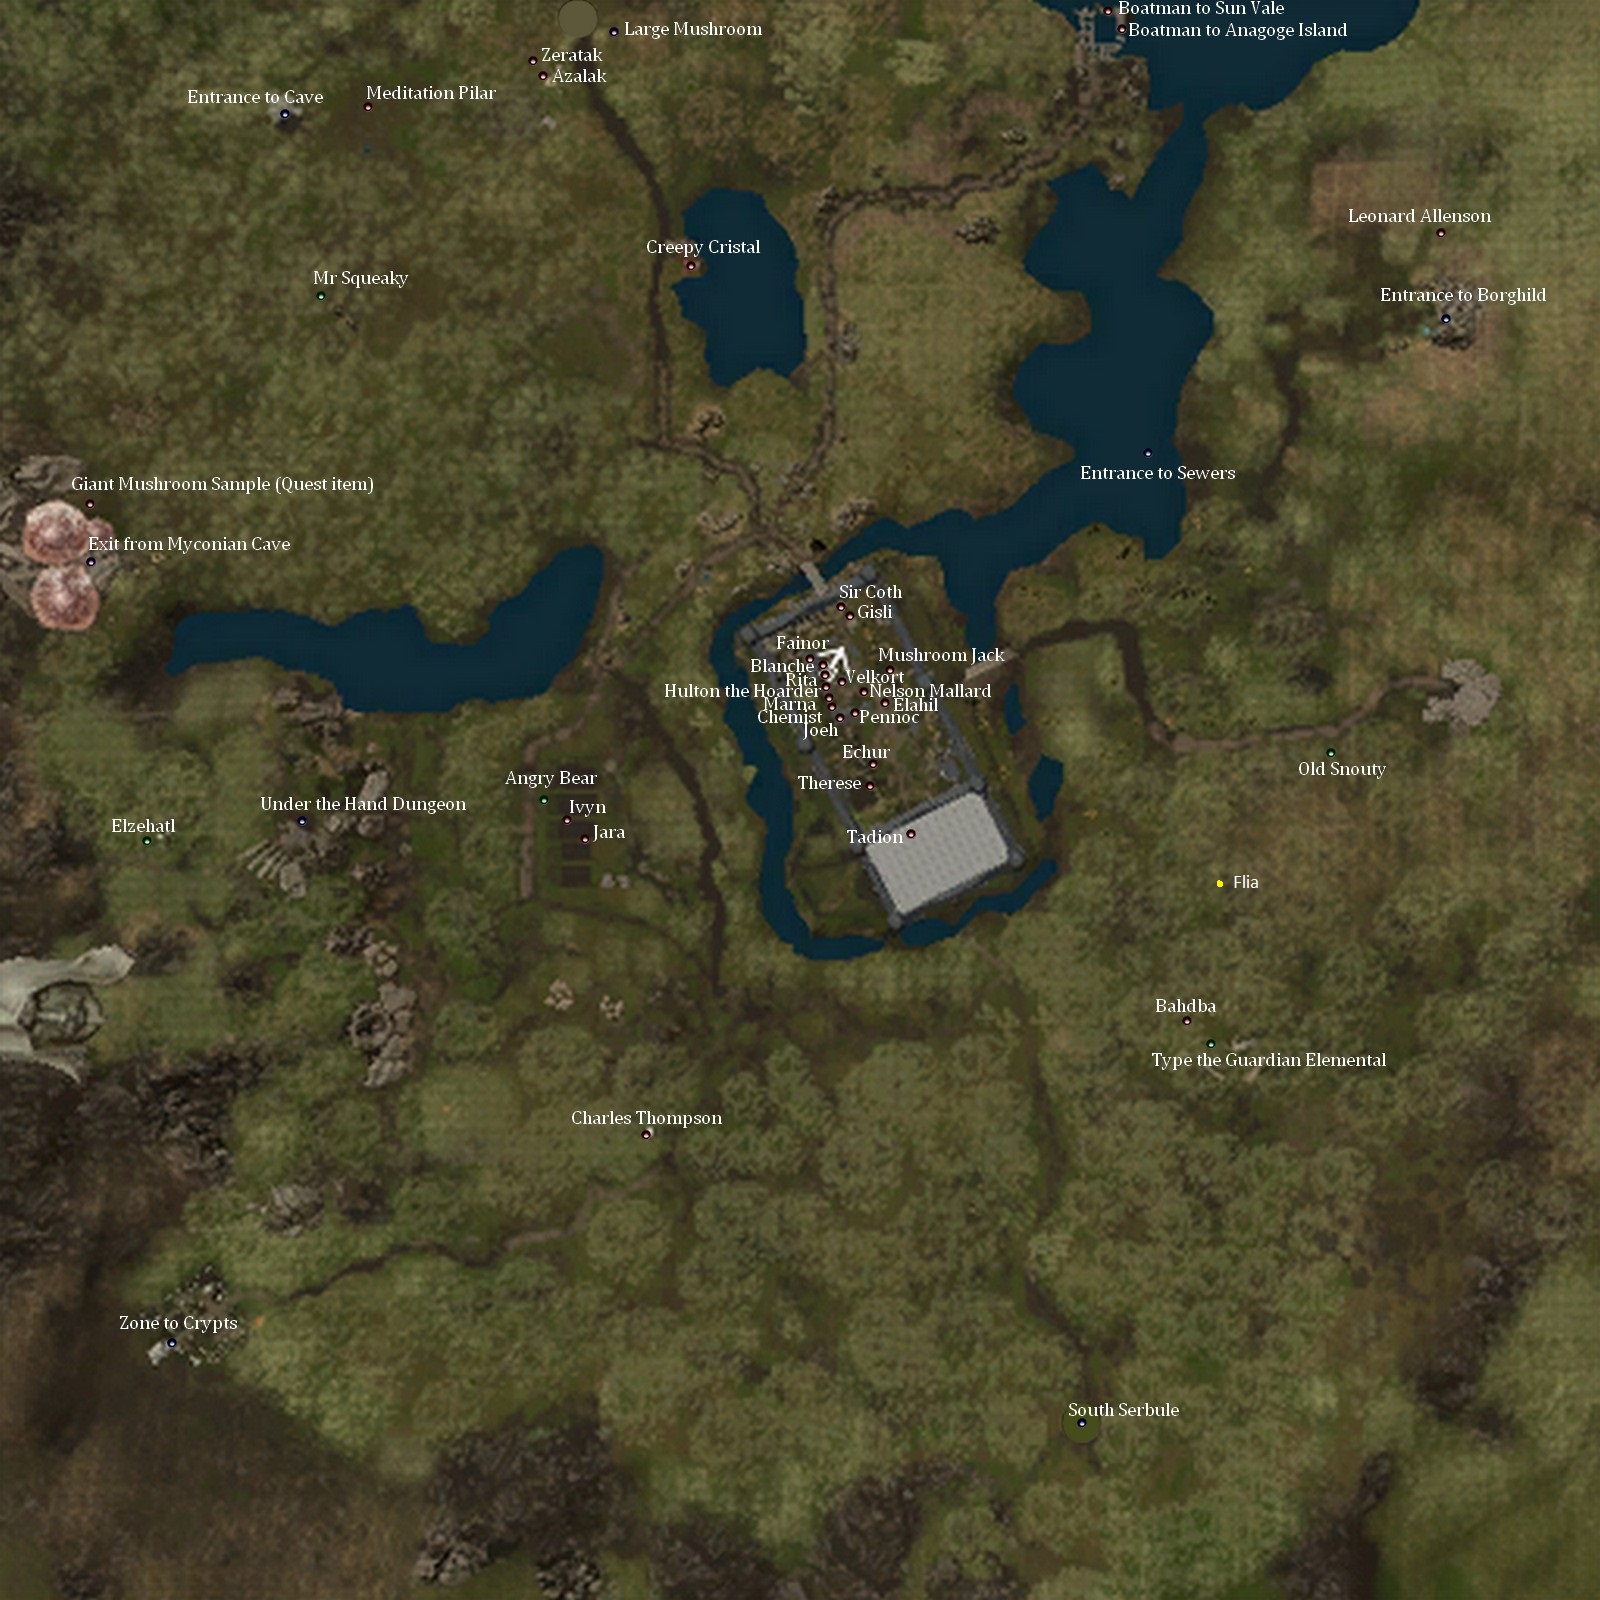 Boatman to Sun Vale
Large Mushroom
Boatman to Anagoge Island
Zeratak
Azalak
Meditation Pilar
Entrance to Cave
Leonard Allenson
Creepy Cristal
Mr Squeaky
Entrance to Borghild
Entrance to Sewers
Giant Mushroom Sample (Quest item)
Exit from Myconian Cave
Sir Coth
Gisli
Fainor
Mushroom Jack
Blanche
Velkort
Rita
Hulton the Hoarder
Nelson Mallard
Marna
Elahil
Chemist
Pennoc
Joeh
Echur
Old Snouty
Angry Bear
Therese
Under the Hand Dungeon
Ivyn
Elzehatl
Jara
Tadion
Flia
Bahdba
Type the Guardian Elemental
Charles Thompson
Zone to Crypts
South Serbule